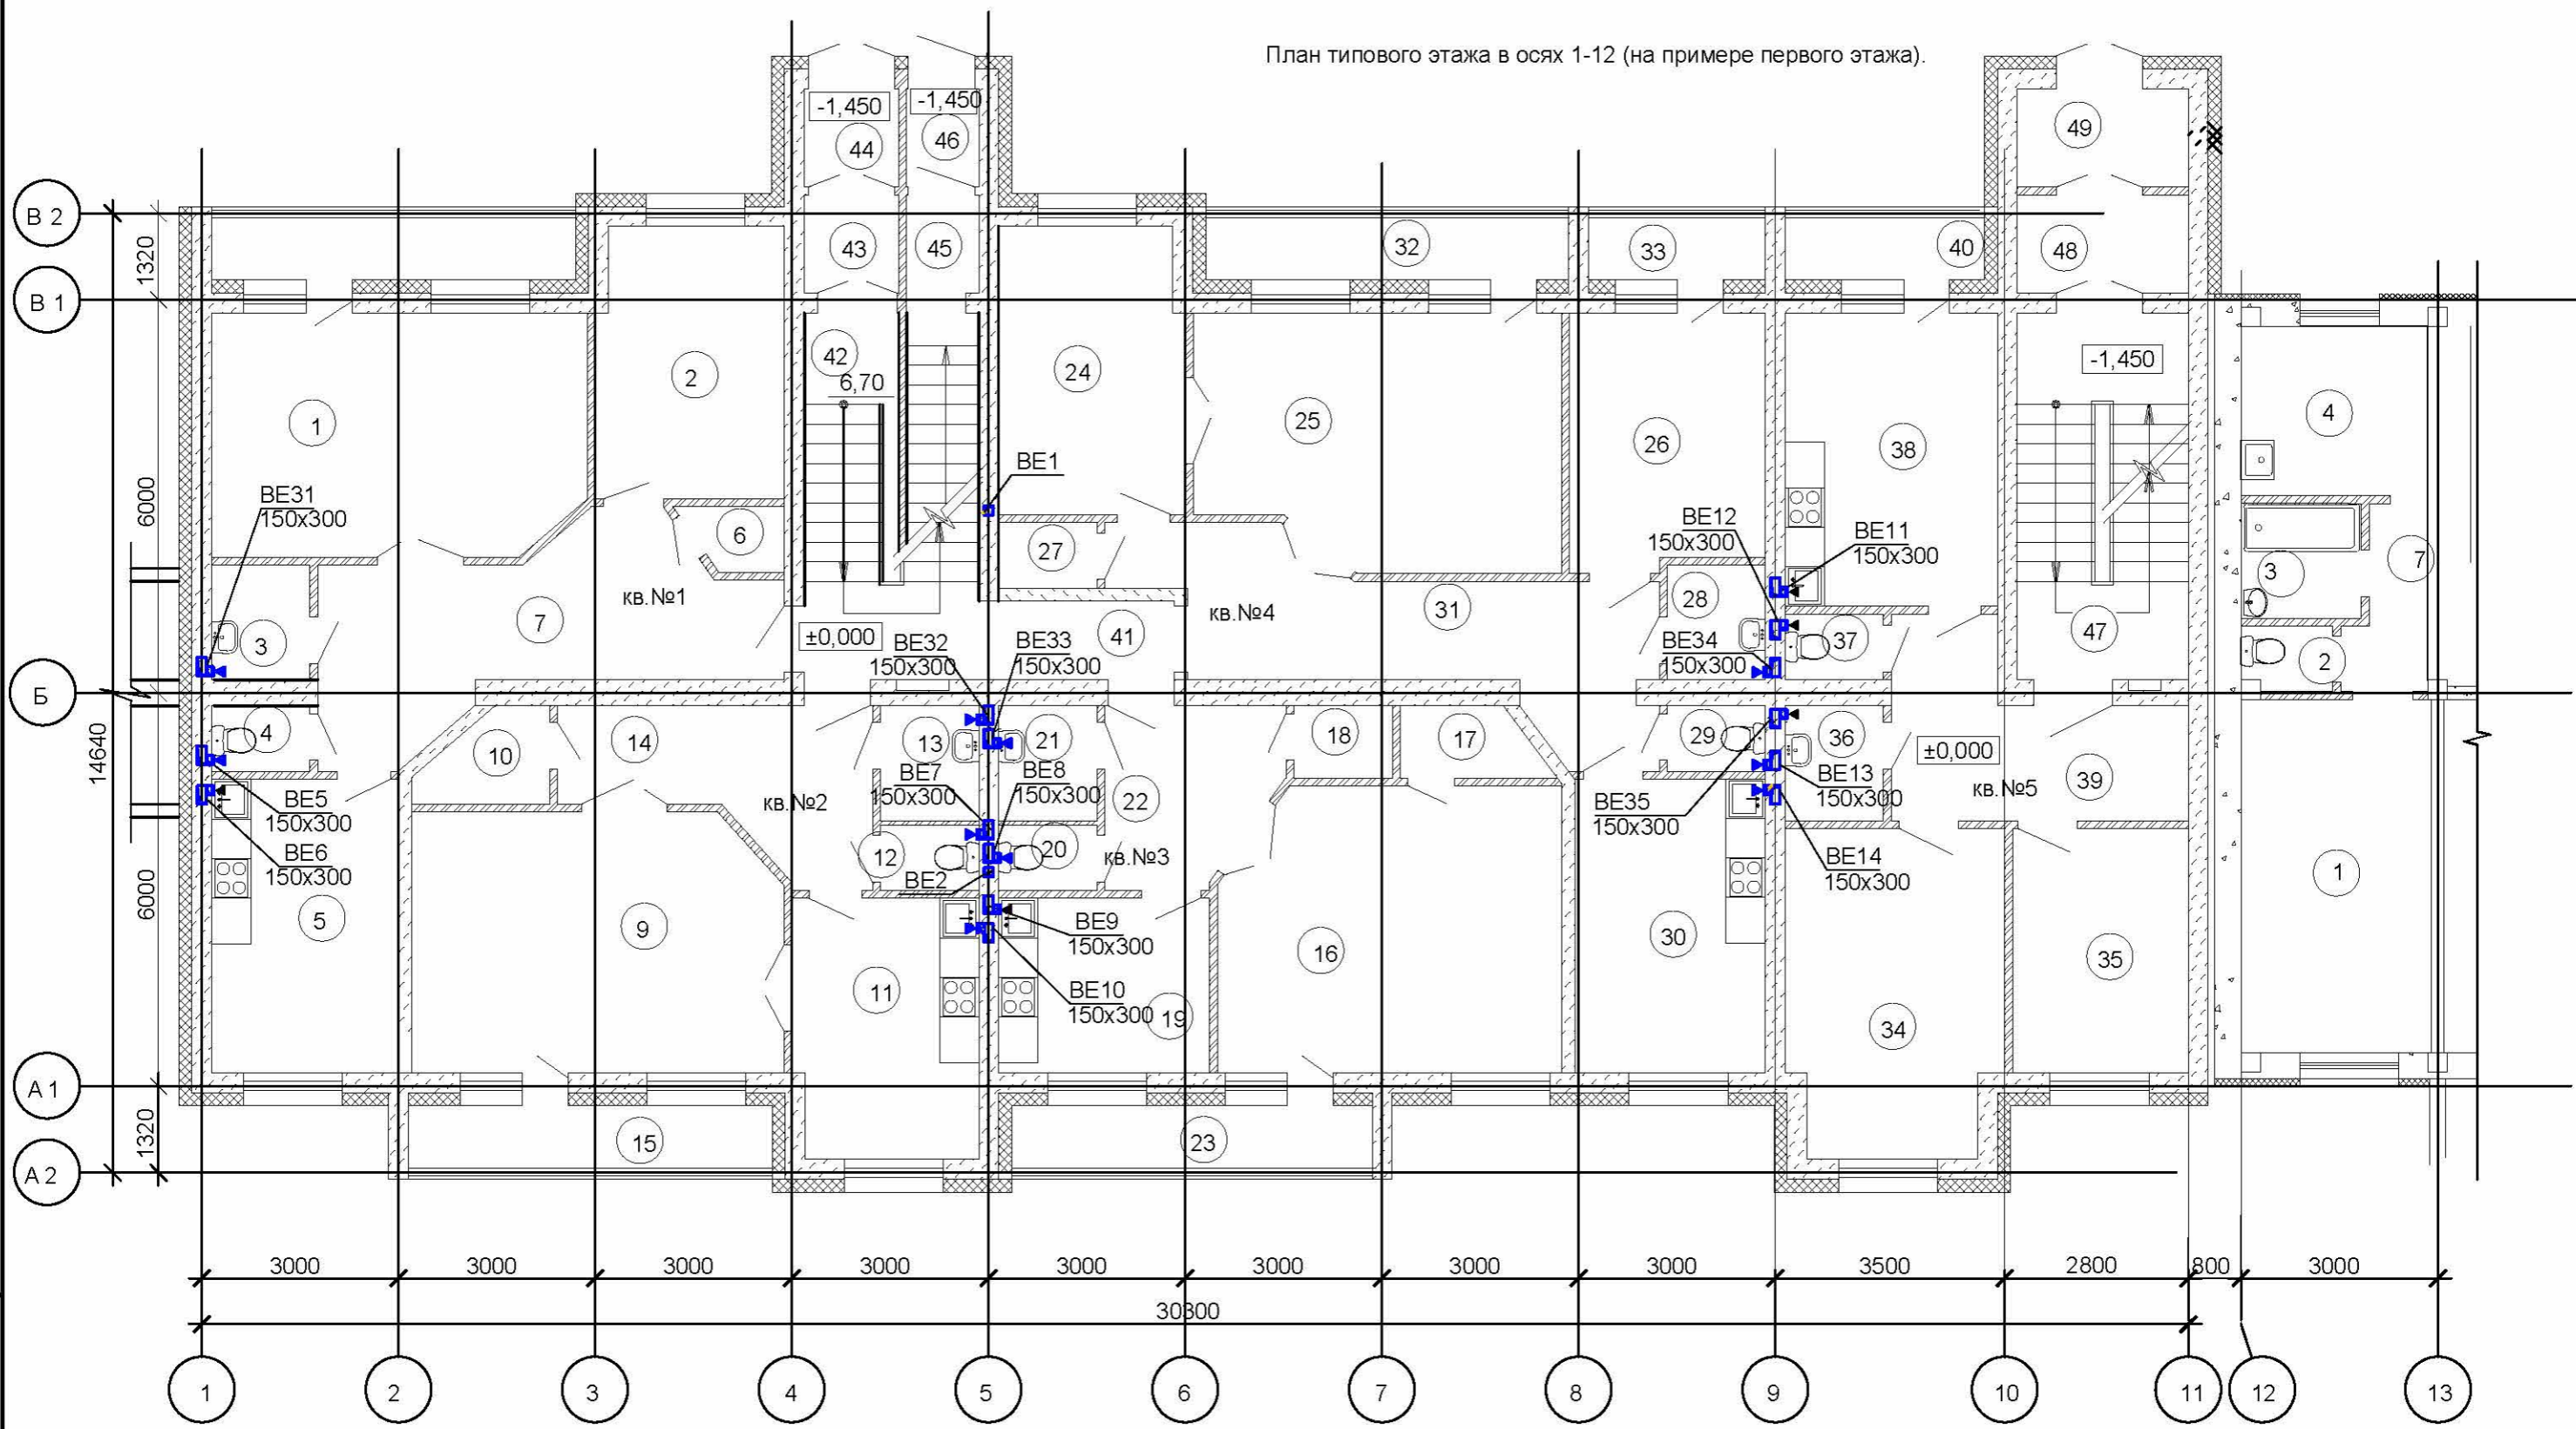 План типового этажа в осях 1-12 (на примере первого этажа).
-1,450
-1,450
44
46
49
В 2
1320
43
45
32
33
40
48
В 1
42
6,70
2
24
-1,450
1
25
26
38
4
6000
ВЕ31
150х300
ВЕ1
6
27
ВЕ12
150х300
ВЕ11
150х300
7
3
кв.№1
7
3
±0,000
ВЕ32
150х300
ВЕ33
150х300
41
кв.№4
31
28
ВЕ34
150х300
37
47
2
Б
14640
4
10
14
13
21
18
17
29
36
±0,000
39
ВЕ5
150х300
ВЕ6
150х300
кв.№2
ВЕ7
150х300
ВЕ8
150х300
22
ВЕ35
150х300
ВЕ13
150х300
кв.№5
12
20
кв.№3
ВЕ2
ВЕ14
150х300
1
6000
5
9
ВЕ9
150х300
16
30
35
11
ВЕ10
150х300
19
34
А 1
1320
15
23
А 2
3000
3000
3000
3000
3000
3000
3000
3000
3500
2800
800
3000
30300
1
2
3
4
5
6
7
8
9
10
11
12
13